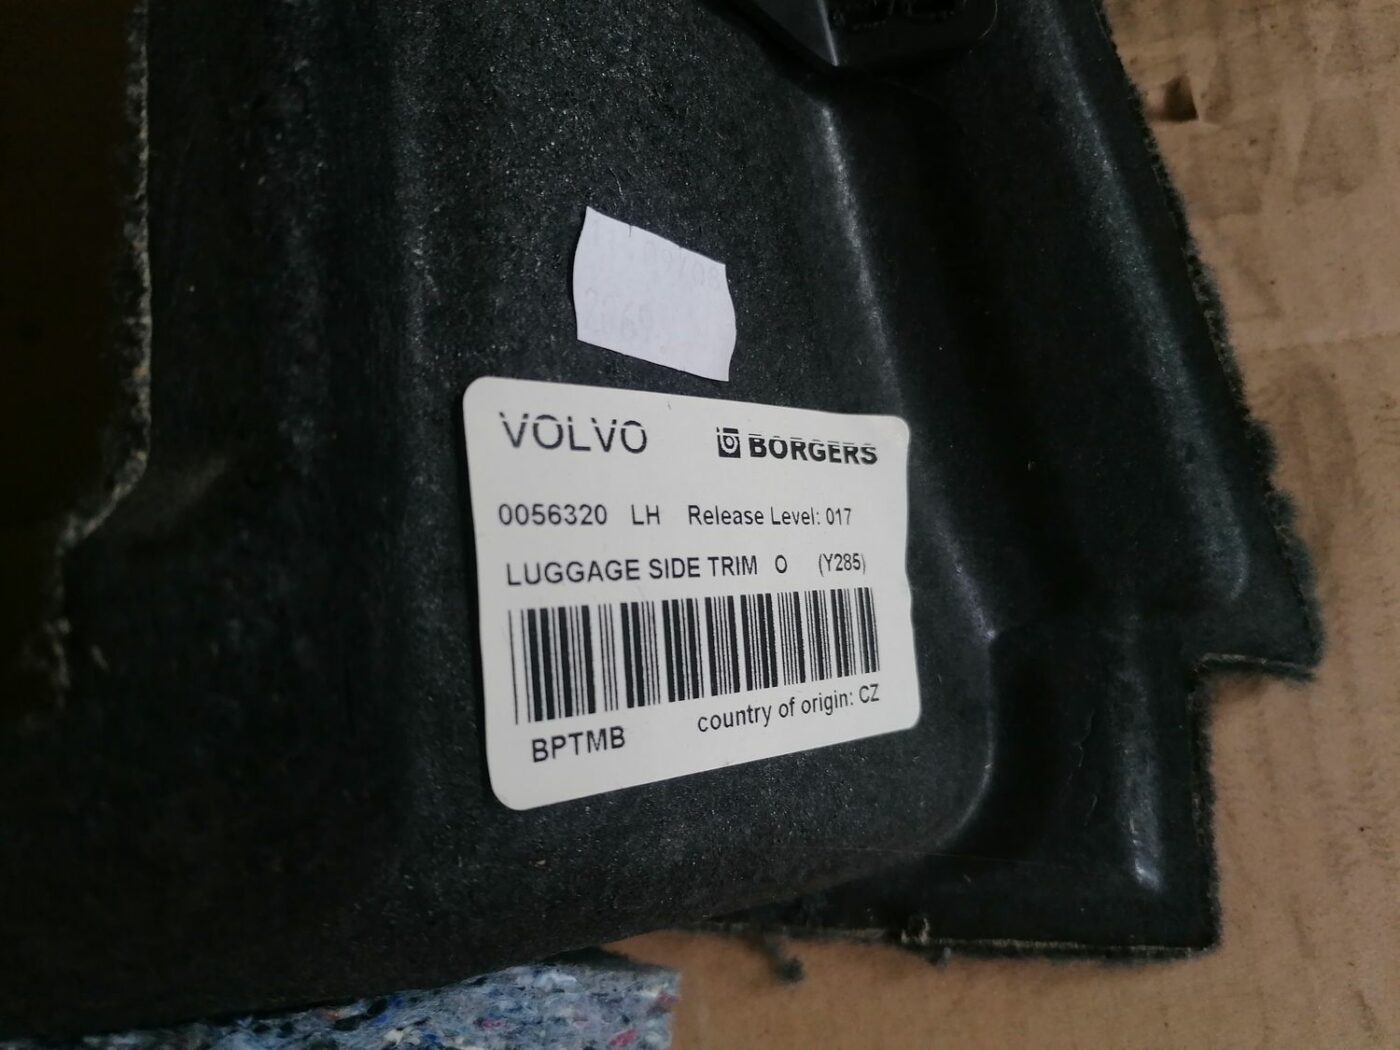 VOLVO BORGERS
0056320 LH Release Level: 017
LUGGAGE SIDE TRIM O (Y285)
BPTMB country of origin: CZ